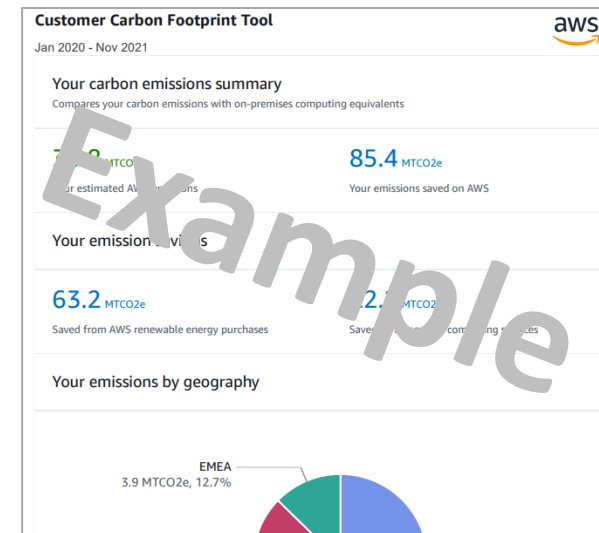 Customer Carbon Footprint Tool
aws
Jan 2020 - Nov 2021
Your carbon emissions summary
Compares your carbon emissions with on-premises computing equivalents
85.4 MTCO2e
Your estimated
Your emissions saved on AWS
Your emission
63.2 MTCO2e
Saved from AWS renewable energy purchases
Your emissions by geography
EMEA
3.9 MTCO2e, 12.7%
Example